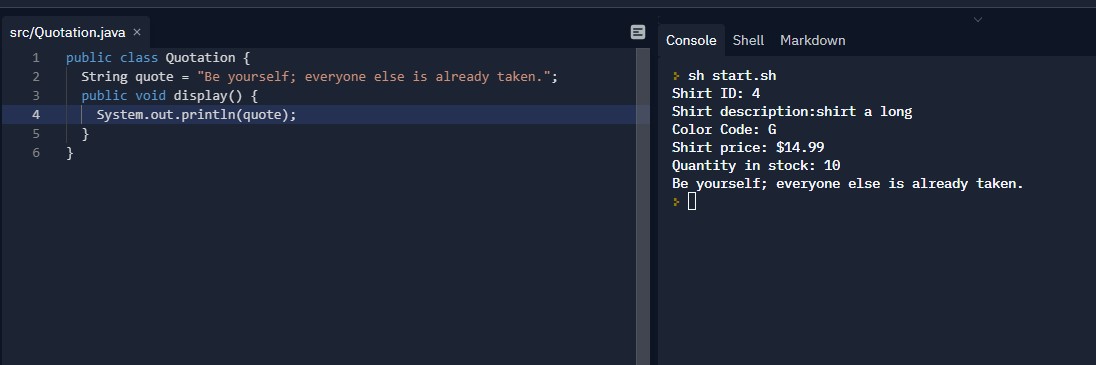 src/Quotation.java ×
1 public class Quotation {
2 String quote = "Be yourself; everyone else is already taken.";
3 public void display() {
4 System.out.println(quote);
5 }
6 }
Console Shell Markdown
sh start.sh
Shirt ID: 4
Shirt description:shirt a long
Color Code: G
Shirt price: $14.99
Quantity in stock: 10
Be yourself; everyone else is already taken.